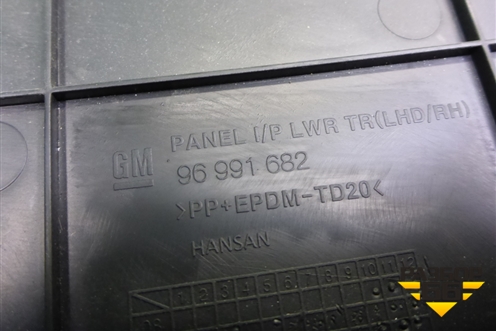 PANEL I/P LWR TR(LHD/RH)
GM
96 991 682
>PP+EPDM-TD20<
HANSAN
1 2 3 4 5 6 7 8 9 10 11 12